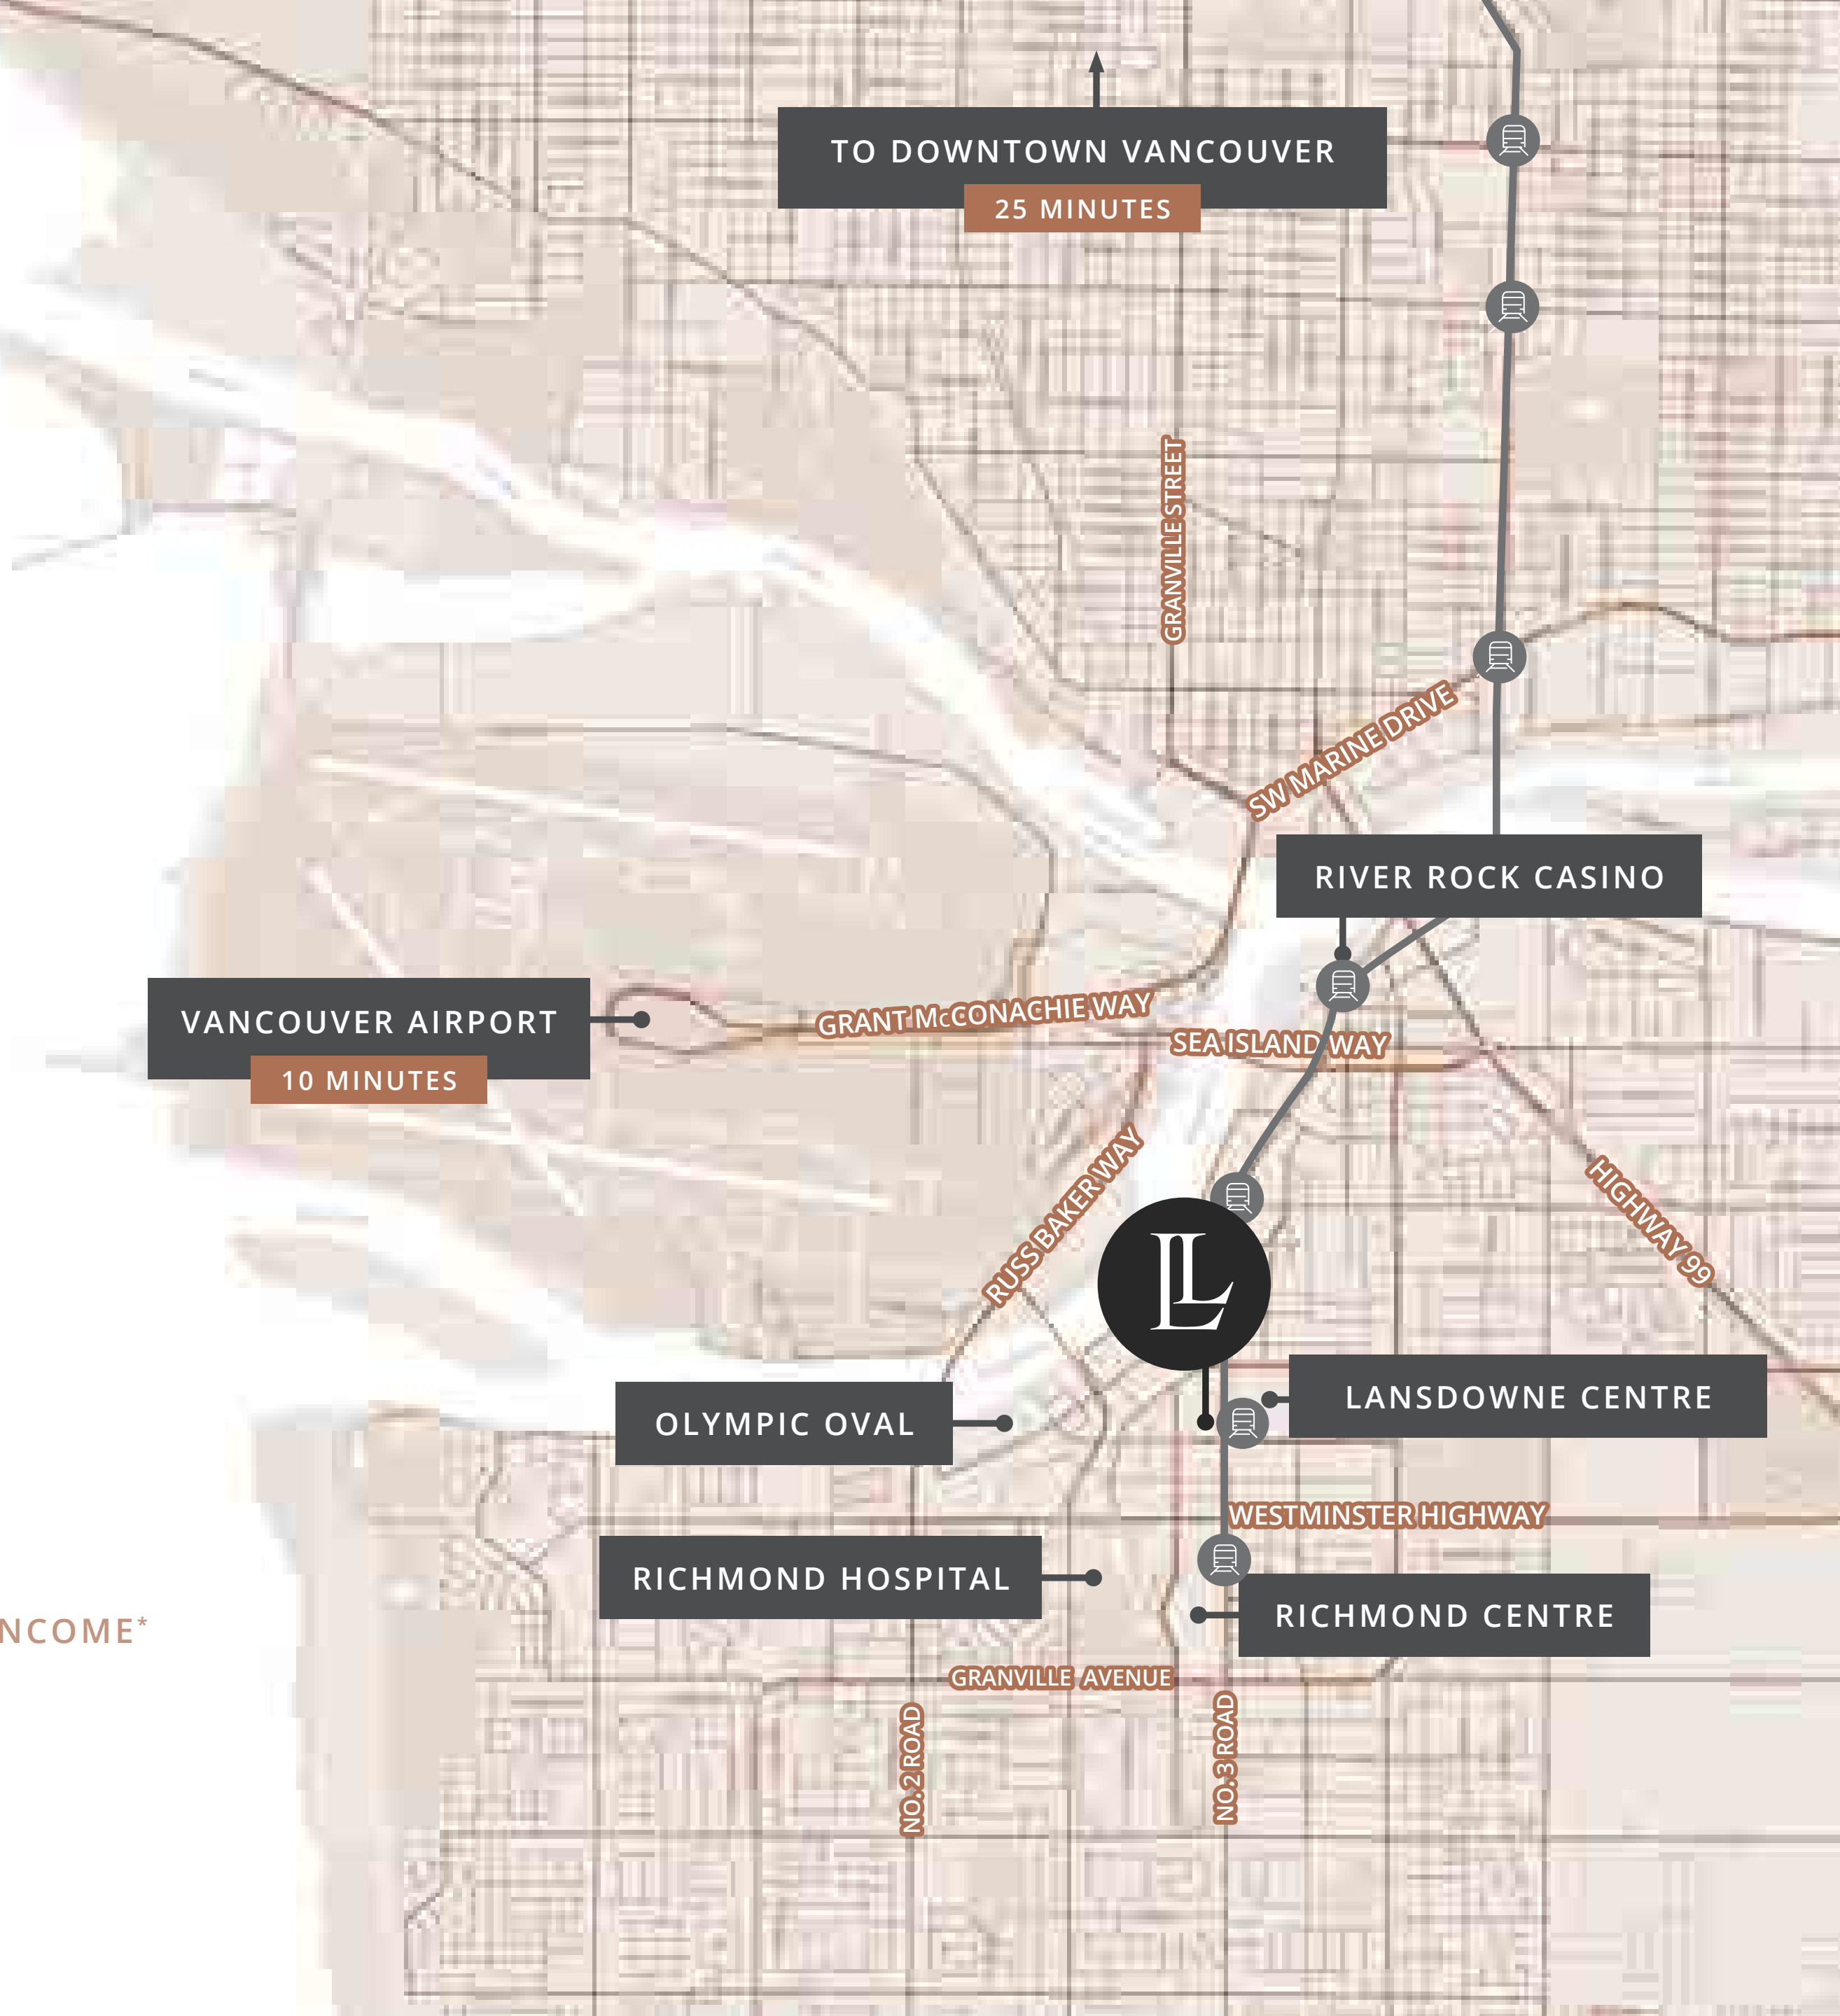 TO DOWNTOWN VANCOUVER
25 MINUTES
GRANVILLE STREET
SW MARINE DRIVE
RIVER ROCK CASINO
VANCOUVER AIRPORT
10 MINUTES
GRANT McCONACHIE WAY
SEA ISLAND WAY
RUSS BAKER WAY
HIGHWAY 99
LL
LANSDOWNE CENTRE
OLYMPIC OVAL
WESTMINSTER HIGHWAY
RICHMOND HOSPITAL
RICHMOND CENTRE
NCOME*
GRANVILLE AVENUE
NO. 2 ROAD
NO. 3 ROAD